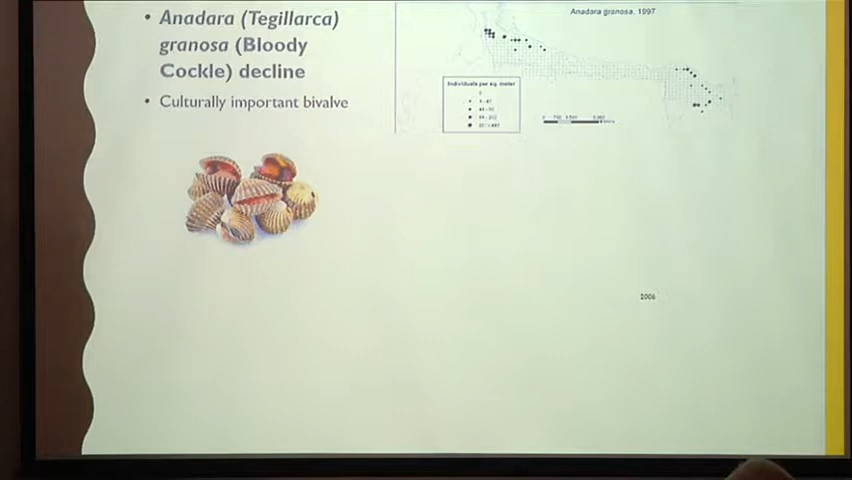 • Anadara (Tegillarca)
granosa (Bloody
Cockle) decline
• Culturally important bivalve
Anadara granosa, 1997
Individuals per sq. meter
2006